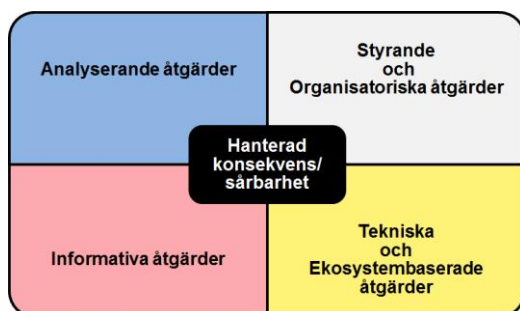 Analyserande åtgärder
Styrande
och
Organisatoriska åtgärder
Hanterad
konsekvens/
sårbarhet
Informativa åtgärder
Tekniska
och
Ekosystembaserade
åtgärder